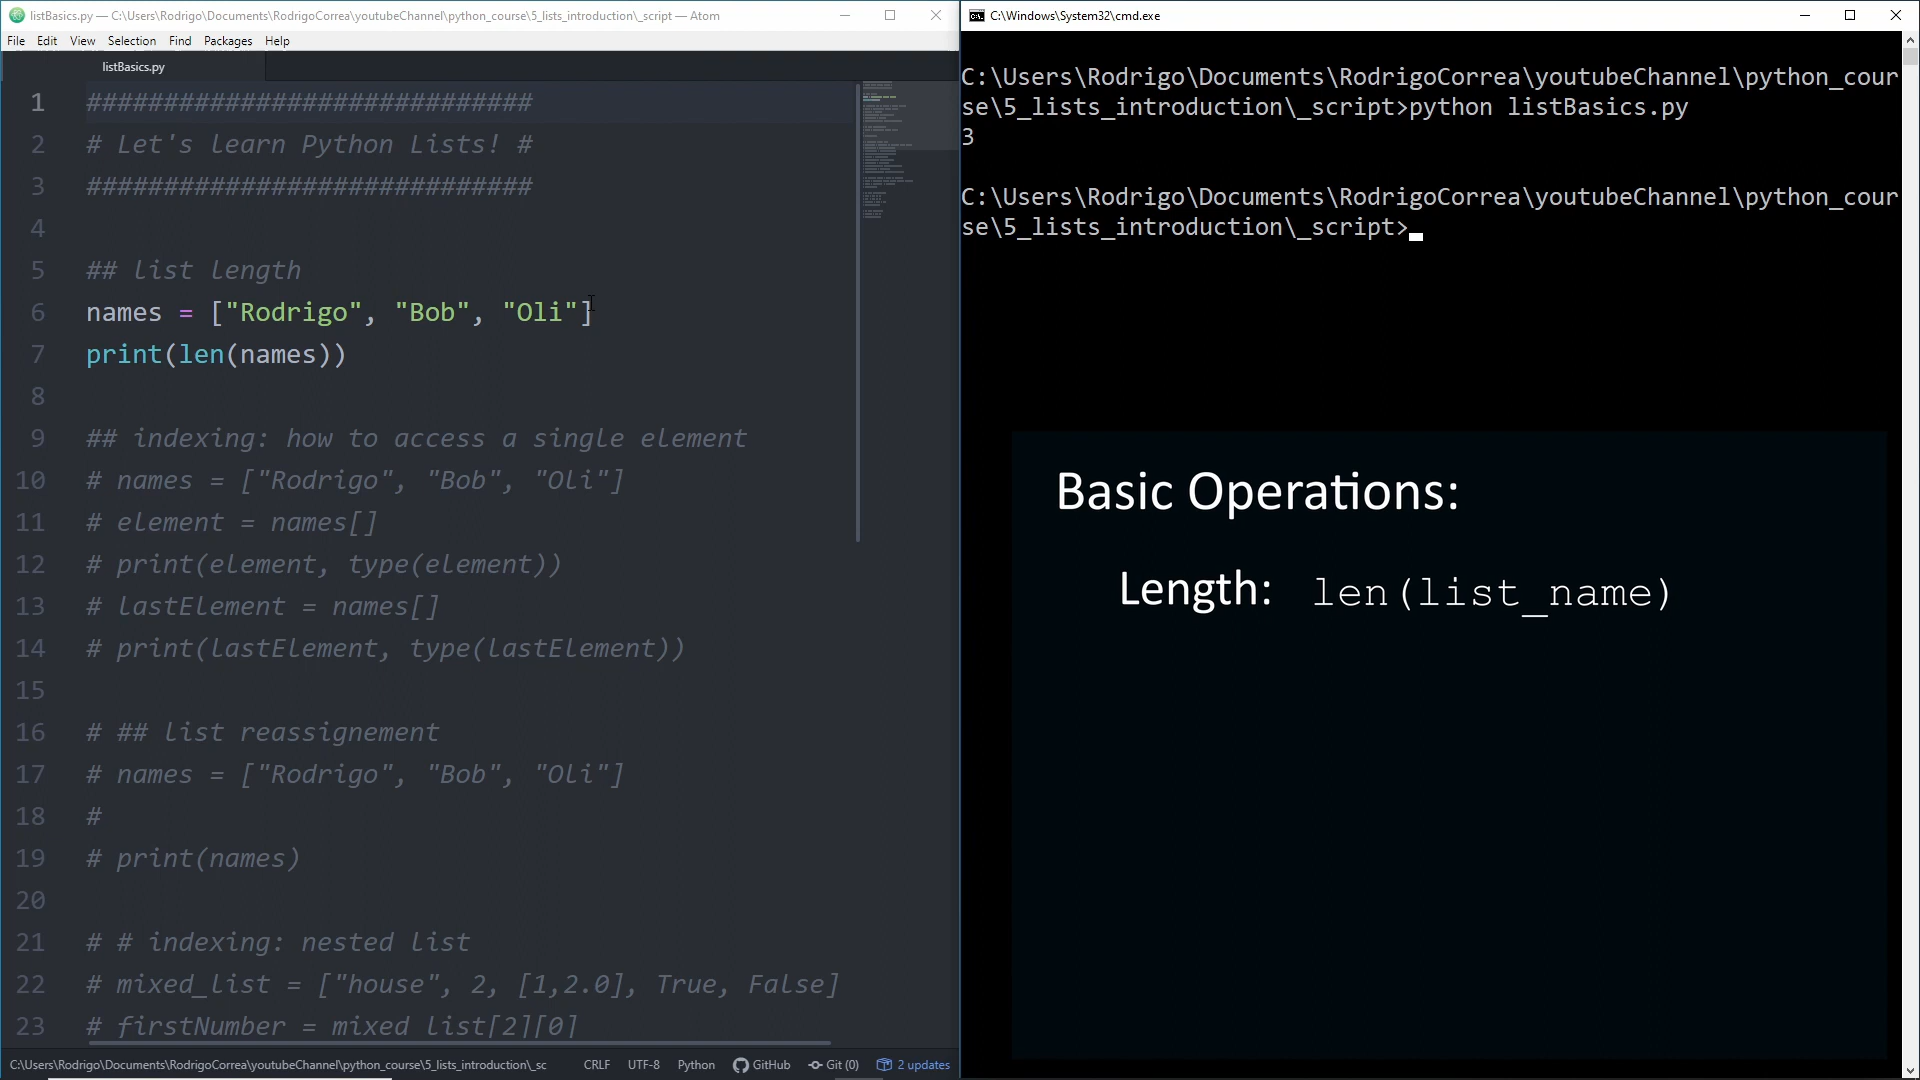 listBasics.py — C:\Users\Rodrigo\Documents\RodrigoCorrea\youtubeChannel\python_course\5_lists_introduction\_script — Atom
File Edit View Selection Find Packages Help
listBasics.py
1 #############################
2 # Let's learn Python Lists! #
3 #############################
4
5 ## list length
6 names = ["Rodrigo", "Bob", "Oli"]
7 print(len(names))
8
9 ## indexing: how to access a single element
10 # names = ["Rodrigo", "Bob", "Oli"]
11 # element = names[]
12 # print(element, type(element))
13 # lastElement = names[]
14 # print(lastElement, type(lastElement))
15
16 # ## list reassignement
17 # names = ["Rodrigo", "Bob", "Oli"]
18 #
19 # print(names)
20
21 # # indexing: nested list
22 # mixed_list = ["house", 2, [1,2.0], True, False]
23 # firstNumber = mixed_list[2][0]
C:\Users\Rodrigo\Documents\RodrigoCorrea\youtubeChannel\python_course\5_lists_introduction\_sc CRLF UTF-8 Python GitHub Git (0) 2 updates
C:\Windows\System32\cmd.exe
C:\Users\Rodrigo\Documents\RodrigoCorrea\youtubeChannel\python_cour
se\5_lists_introduction\_script>python listBasics.py
3
C:\Users\Rodrigo\Documents\RodrigoCorrea\youtubeChannel\python_cour
se\5_lists_introduction\_script>
Basic Operations:
Length: len(list_name)